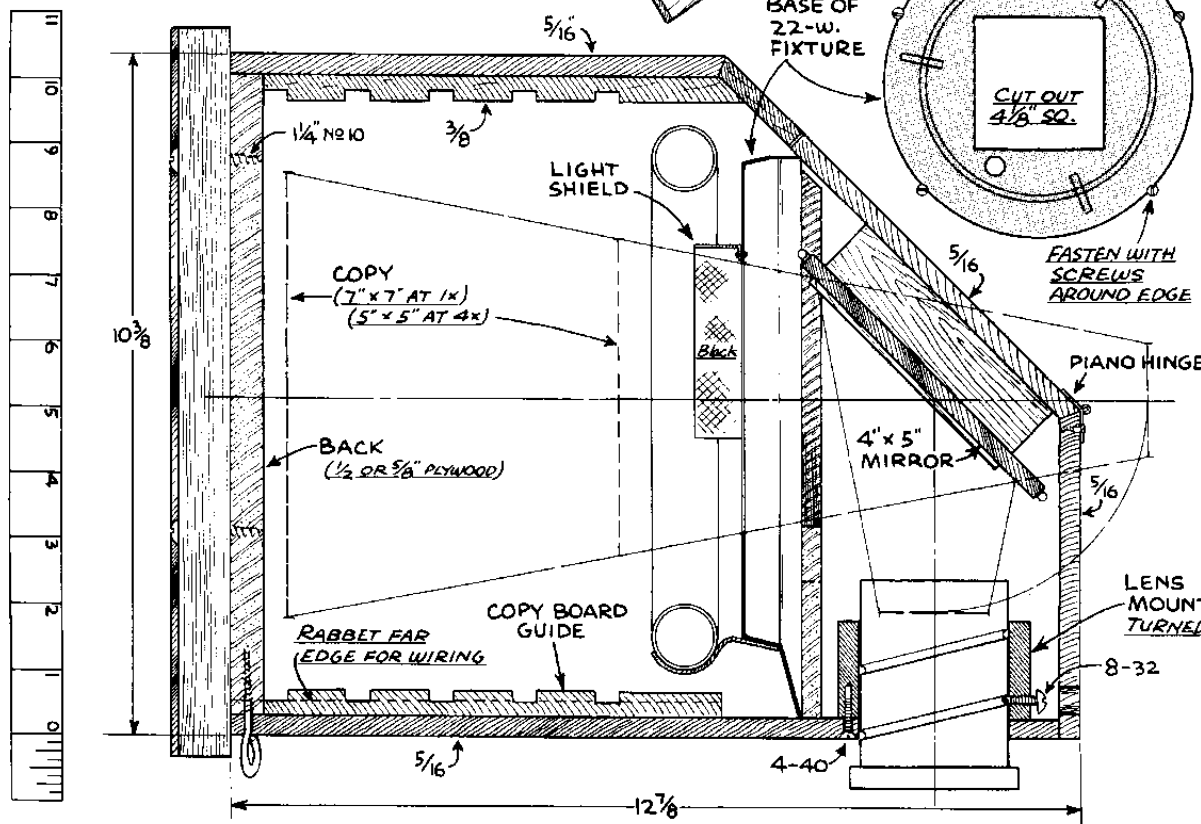 BASE OF
22-W.
FIXTURE
CUT OUT
4 1/8" SQ.
FASTEN WITH
SCREWS
AROUND EDGE
5/16"
3/8
1 1/4" No 10
LIGHT
SHIELD
COPY
(7" x 7" AT 1x)
(5" x 5" AT 4x)
Black
10 3/8
5/16
PIANO HINGE
4" x 5"
MIRROR
5/16
BACK
(1/2 OR 5/8" PLYWOOD)
COPY BOARD
GUIDE
RABBET FAR
EDGE FOR WIRING
LENS
MOUNT
TURNED
8-32
4-40
5/16
12 7/8
11
10
9
8
7
6
5
4
3
2
1
0